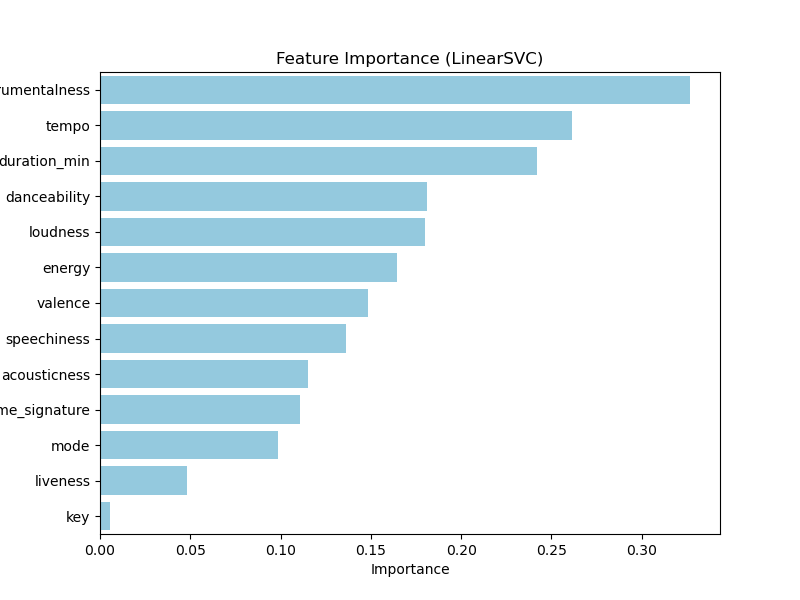 Feature Importance (LinearSVC)
rumentalness
tempo
duration_min
danceability
loudness
energy
valence
speechiness
acousticness
me_signature
mode
liveness
key
0.00 0.05 0.10 0.15 0.20 0.25 0.30
Importance